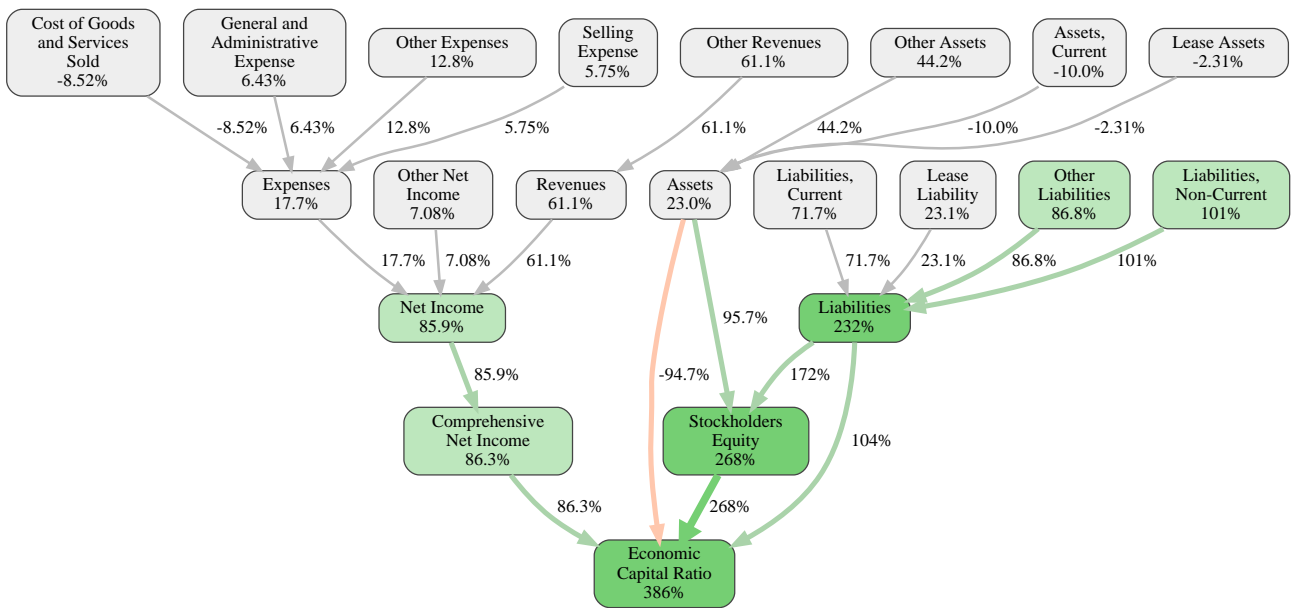 Cost of Goods
and Services
Sold
-8.52%
General and
Administrative
Expense
6.43%
Other Expenses
12.8%
Selling
Expense
5.75%
Other Revenues
61.1%
Other Assets
44.2%
Assets,
Current
-10.0%
Lease Assets
-2.31%
-8.52%
6.43%
12.8%
5.75%
61.1%
44.2%
-10.0%
-2.31%
Expenses
17.7%
Other Net
Income
7.08%
Revenues
61.1%
Assets
23.0%
Liabilities,
Current
71.7%
Lease
Liability
23.1%
Other
Liabilities
86.8%
Liabilities,
Non-Current
101%
17.7%
7.08%
61.1%
71.7%
23.1%
86.8%
101%
Net Income
85.9%
95.7%
Liabilities
232%
85.9%
-94.7%
172%
Comprehensive
Net Income
86.3%
Stockholders
Equity
268%
104%
86.3%
268%
Economic
Capital Ratio
386%